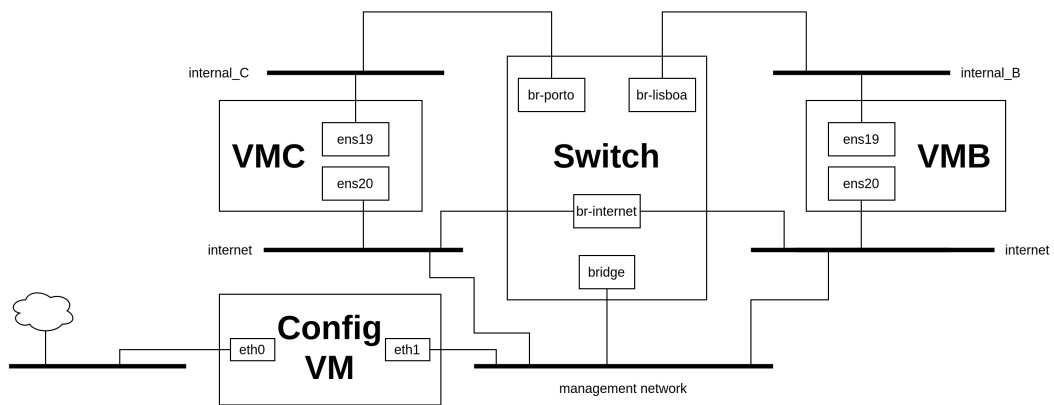 internal_C
internal_B
br-porto
br-lisboa
ens19
VMC
ens20
Switch
ens19
VMB
ens20
br-internet
internet
internet
bridge
Config
VM
eth0
eth1
management network